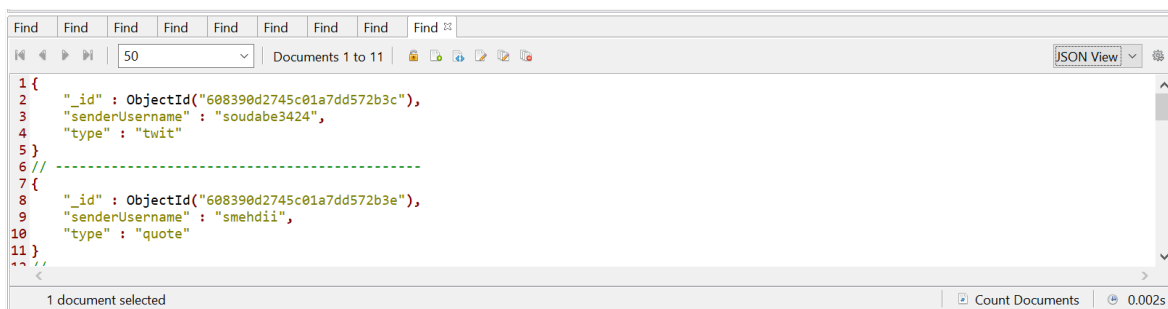 Find Find Find Find Find Find Find Find Find
50 Documents 1 to 11 JSON View
1 {
2 "_id" : ObjectId("608390d2745c01a7dd572b3c"),
3 "senderUsername" : "soudabe3424",
4 "type" : "twit"
5 }
6 // ----------------------------------------------
7 {
8 "_id" : ObjectId("608390d2745c01a7dd572b3e"),
9 "senderUsername" : "smehdii",
10 "type" : "quote"
11 }
12 //
1 document selected Count Documents 0.002s